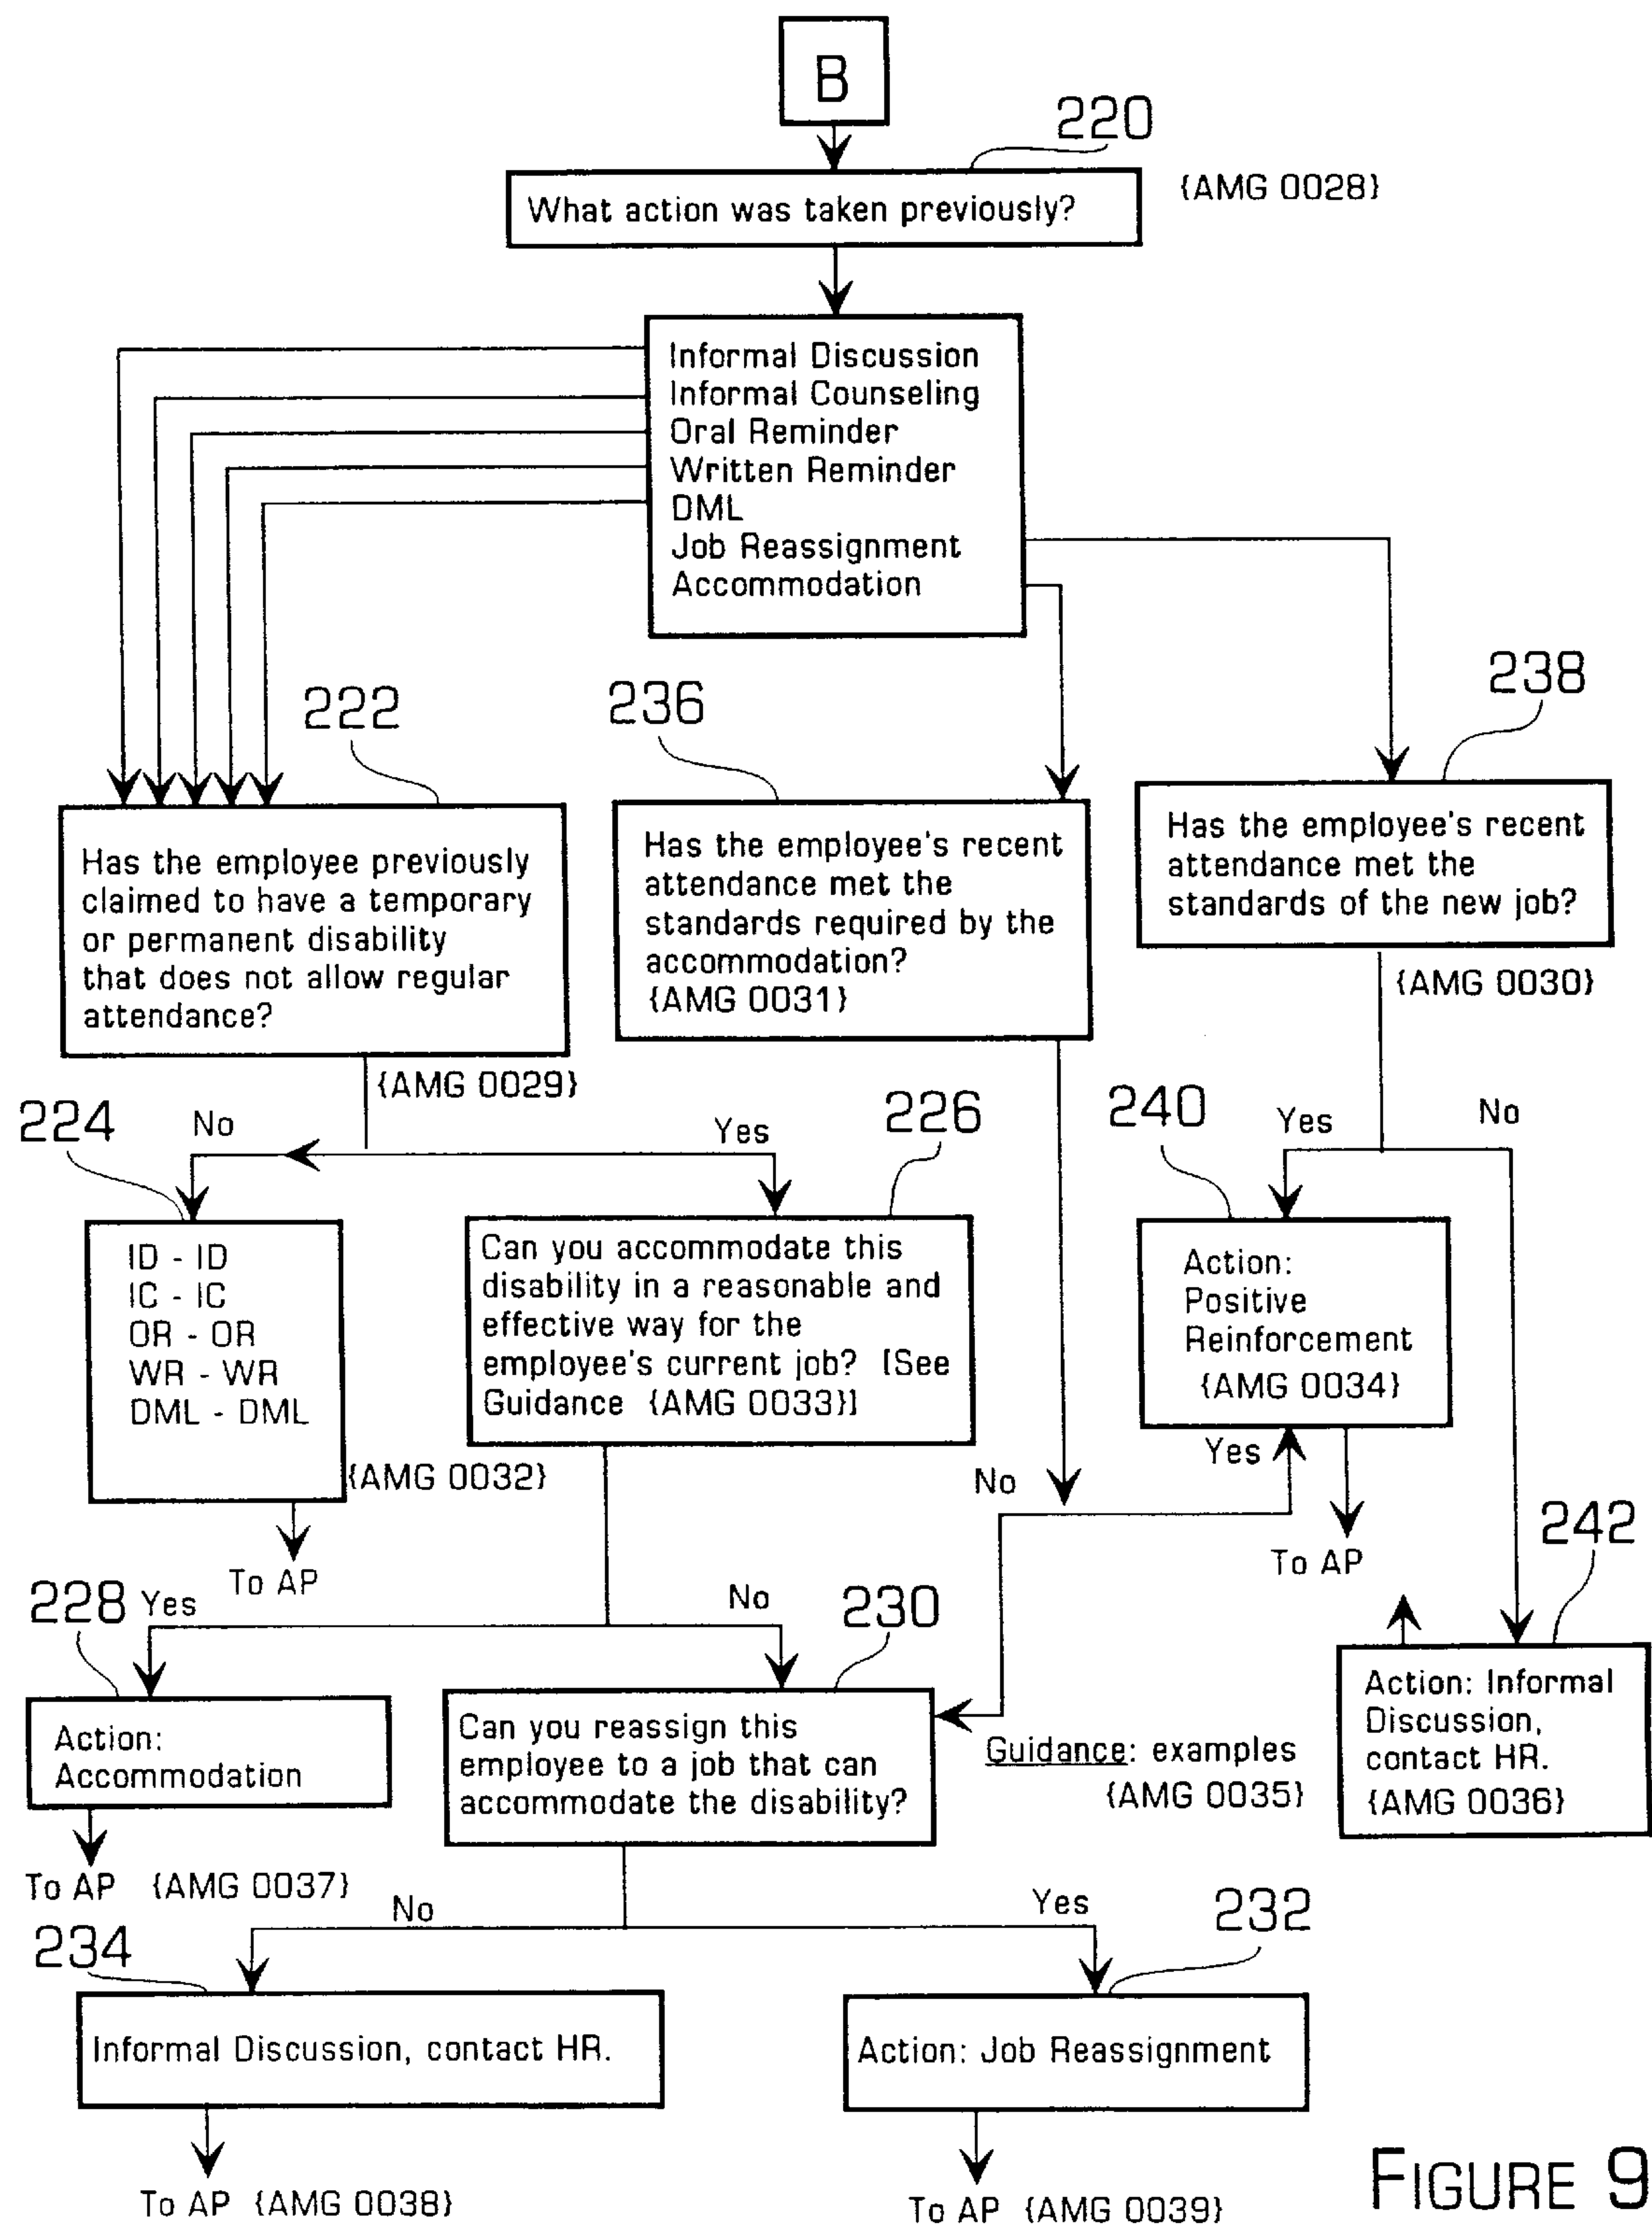 B
220
What action was taken previously?
{AMG 0028}
Informal Discussion
Informal Counseling
Oral Reminder
Written Reminder
DML
Job Reassignment
Accommodation
222
236
238
Has the employee previously
claimed to have a temporary
or permanent disability
that does not allow regular
attendance?
{AMG 0029}
Has the employee's recent
attendance met the
standards required by the
accommodation?
{AMG 0031}
Has the employee's recent
attendance met the
standards of the new job?
{AMG 0030}
224
No
Yes
226
240
Yes
No
ID - ID
IC - IC
OR - OR
WR - WR
DML - DML
{AMG 0032}
To AP
Can you accommodate this
disability in a reasonable and
effective way for the
employee's current job? [See
Guidance {AMG 0033}]
Action:
Positive
Reinforcement
{AMG 0034}
Yes
No
To AP
242
228
Yes
No
230
Action:
Accommodation
To AP {AMG 0037}
Can you reassign this
employee to a job that can
accommodate the disability?
Guidance: examples
{AMG 0035}
Action: Informal
Discussion,
contact HR.
{AMG 0036}
No
Yes
234
232
Informal Discussion, contact HR.
Action: Job Reassignment
To AP {AMG 0038}
To AP {AMG 0039}
FIGURE 9